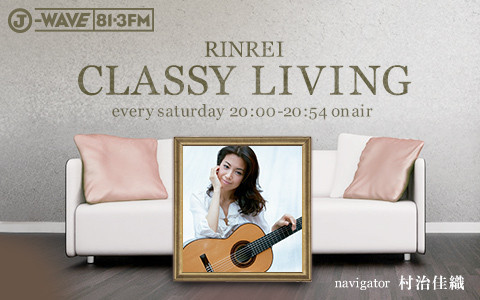 J-WAVE 81.3FM
RINREI
CLASSY LIVING
every saturday 20:00-20:54 on air
navigator 村治佳織